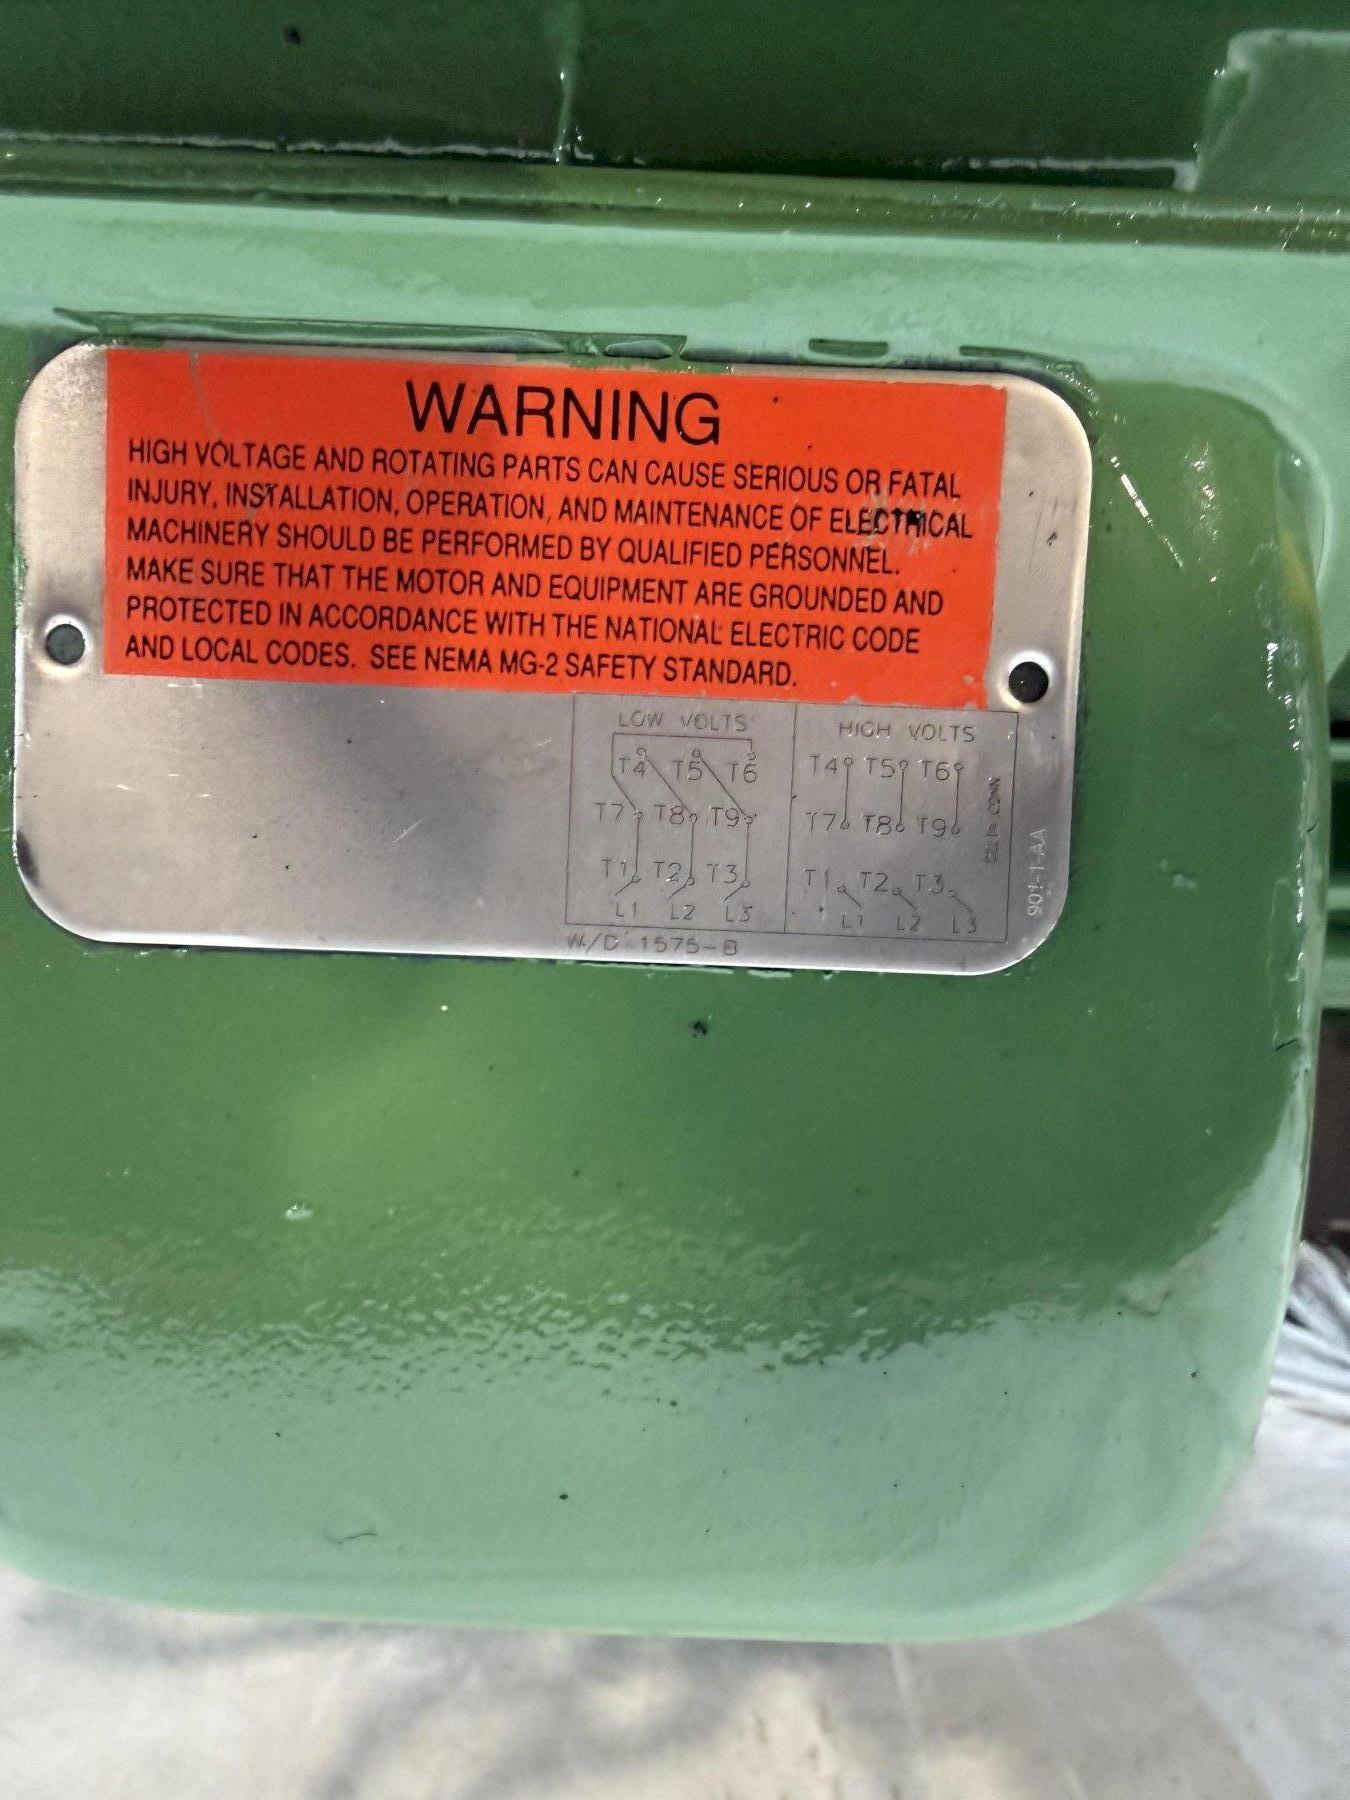 WARNING
HIGH VOLTAGE AND ROTATING PARTS CAN CAUSE SERIOUS OR FATAL
INJURY, INSTALLATION, OPERATION, AND MAINTENANCE OF ELECTRICAL
MACHINERY SHOULD BE PERFORMED BY QUALIFIED PERSONNEL.
MAKE SURE THAT THE MOTOR AND EQUIPMENT ARE GROUNDED AND
PROTECTED IN ACCORDANCE WITH THE NATIONAL ELECTRIC CODE
AND LOCAL CODES. SEE NEMA MG-2 SAFETY STANDARD.
LOW VOLTS
T4 T5 T6
T7 T8 T9
T1 T2 T3
L1 L2 L3
HIGH VOLTS
T4 T5 T6
T7 T8 T9
T1 T2 T3
L1 L2 L3
CONN
901-1-AA
W/D 1575-B